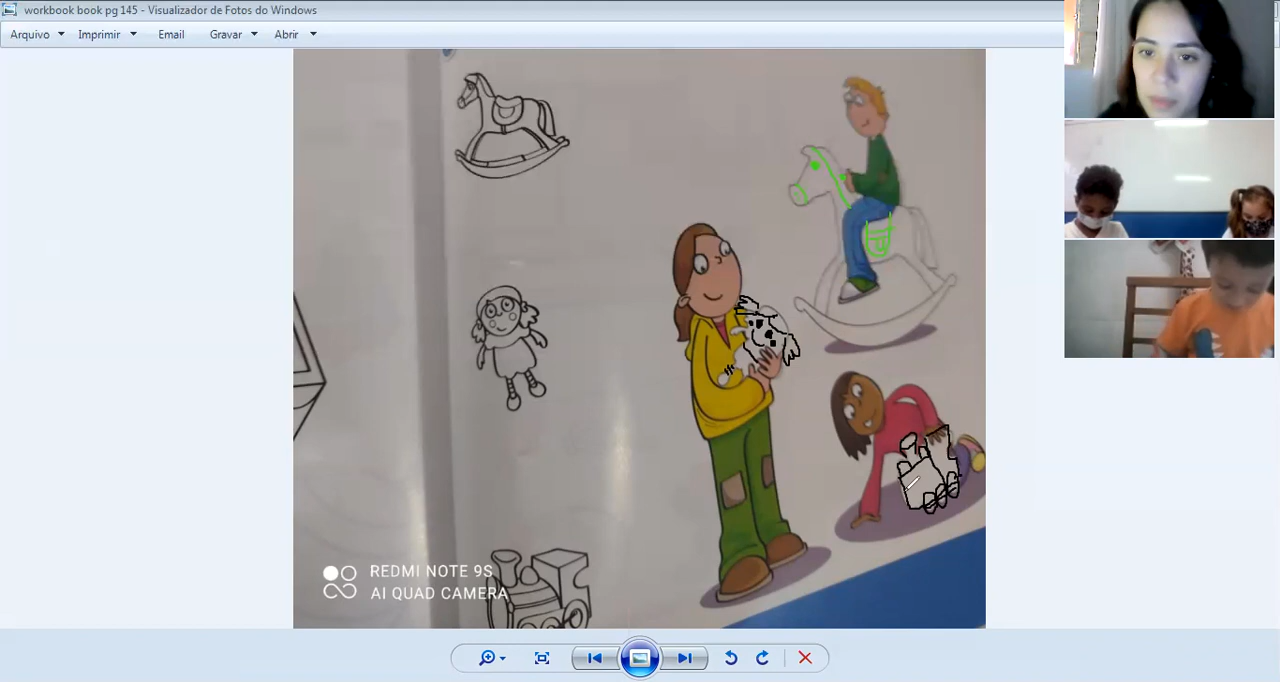 workbook book pg 145 - Visualizador de Fotos do Windows
Arquivo Imprimir Email Gravar Abrir
REDMI NOTE 9S
AI QUAD CAMERA